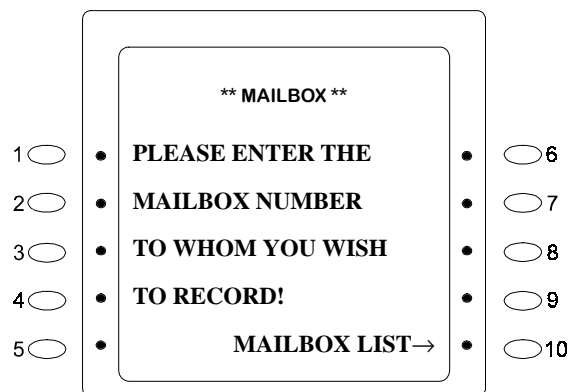 ** MAILBOX **
1 PLEASE ENTER THE 6
2 MAILBOX NUMBER 7
3 TO WHOM YOU WISH 8
4 TO RECORD! 9
5 MAILBOX LIST→ 10